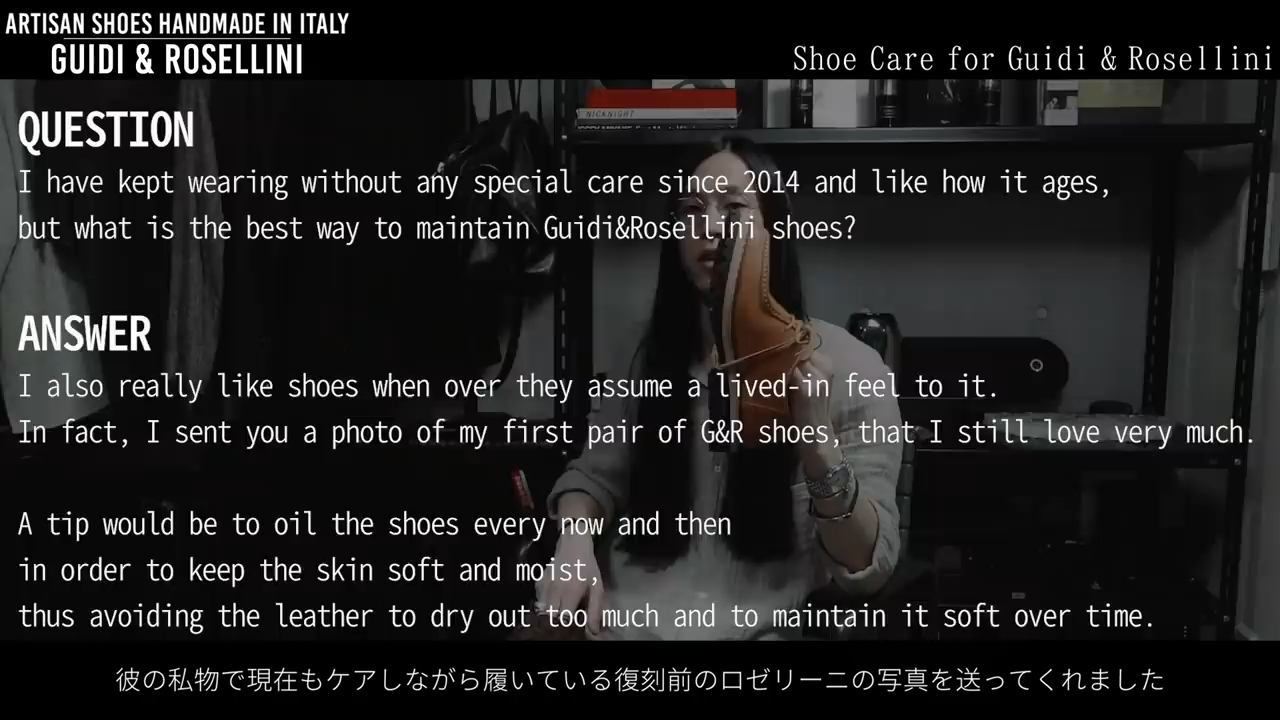 ARTISAN SHOES HANDMADE IN ITALY
GUIDI & ROSELLINI
Shoe Care for Guidi & Rosellini
NICKNIGHT
QUESTION
I have kept wearing without any special care since 2014 and like how it ages,
but what is the best way to maintain Guidi&Rosellini shoes?
ANSWER
I also really like shoes when over they assume a lived-in feel to it.
In fact, I sent you a photo of my first pair of G&R shoes, that I still love very much.
A tip would be to oil the shoes every now and then
in order to keep the skin soft and moist,
thus avoiding the leather to dry out too much and to maintain it soft over time.
彼の私物で現在もケアしながら履いている復刻前のロゼリーニの写真を送ってくれました